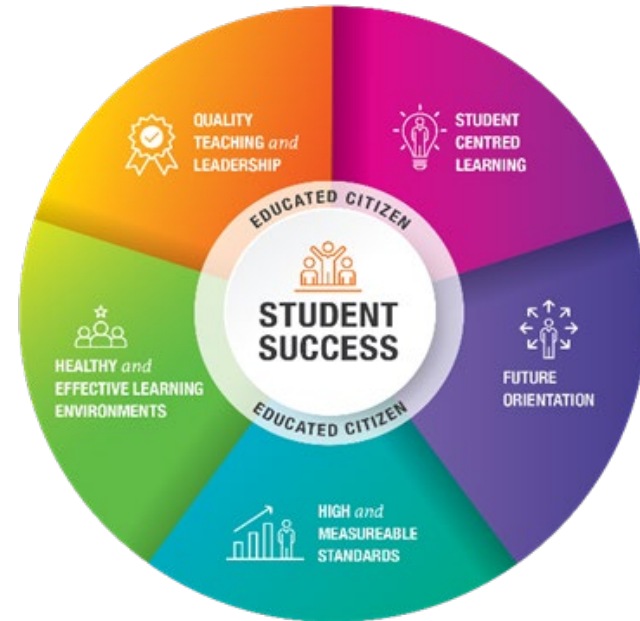 QUALITY
TEACHING and
LEADERSHIP
STUDENT
CENTRED
LEARNING
EDUCATED CITIZEN
STUDENT
SUCCESS
EDUCATED CITIZEN
HEALTHY and
EFFECTIVE LEARNING
ENVIRONMENTS
FUTURE
ORIENTATION
HIGH and
MEASUREABLE
STANDARDS